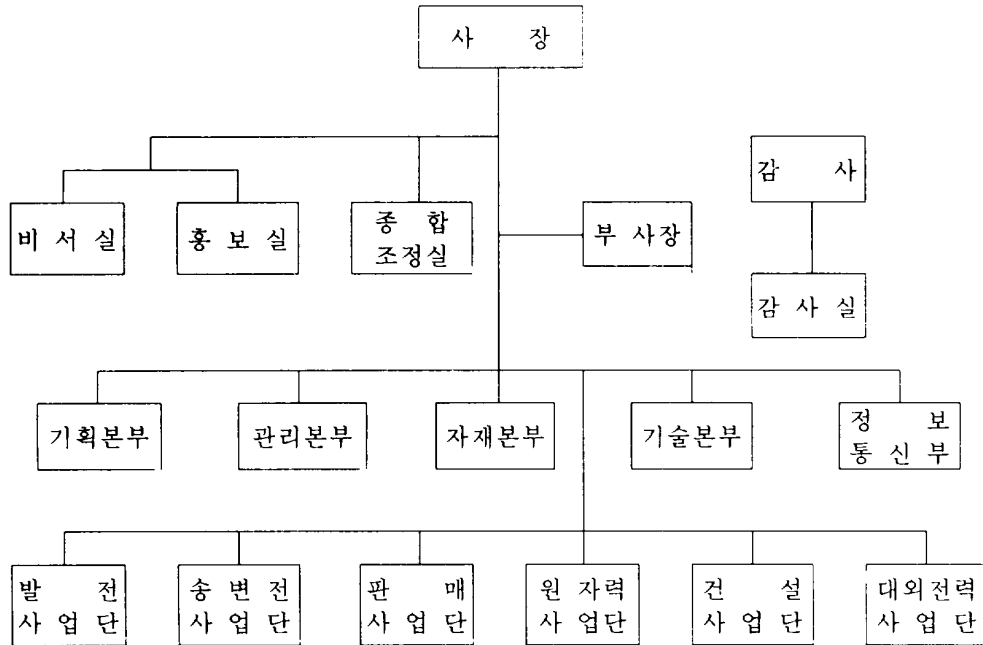 사 장
감 사
비 서 실
홍 보 실
종 합
조정실
부 사장
감 사 실
기획본부
관리본부
자재본부
기술본부
정 보
통 신 부
발 전
사 업 단
송 변 전
사 업 단
판 매
사 업 단
원 자력
사 업단
건 설
사 업 단
대외전력
사 업 단